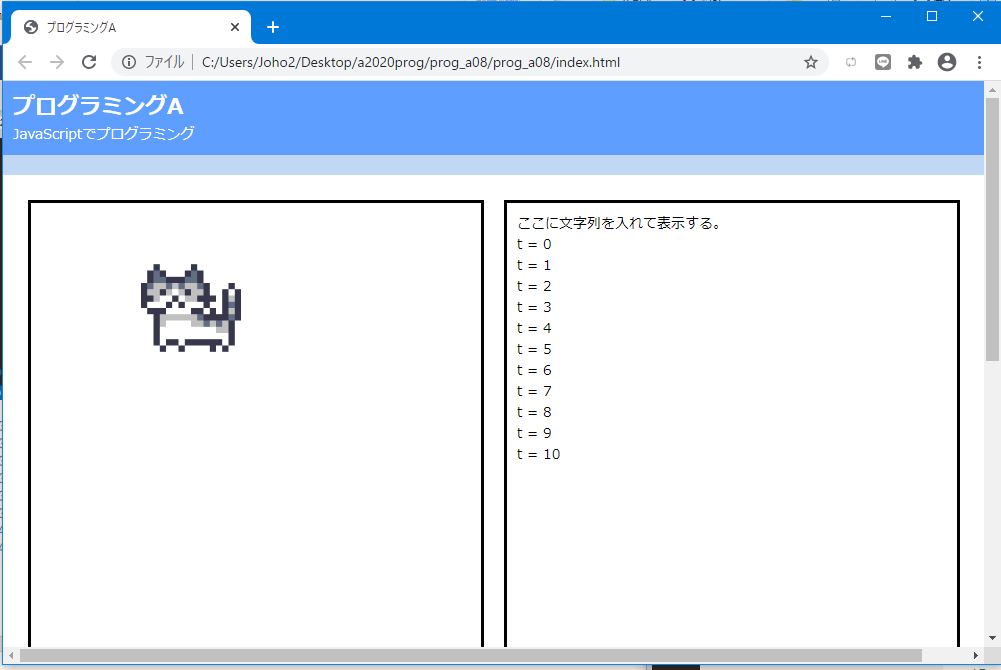 プログラミングA
ファイル C:/Users/Joho2/Desktop/a2020prog/prog_a08/prog_a08/index.html
プログラミングA
JavaScriptでプログラミング
ここに文字列を入れて表示する。
t = 0
t = 1
t = 2
t = 3
t = 4
t = 5
t = 6
t = 7
t = 8
t = 9
t = 10